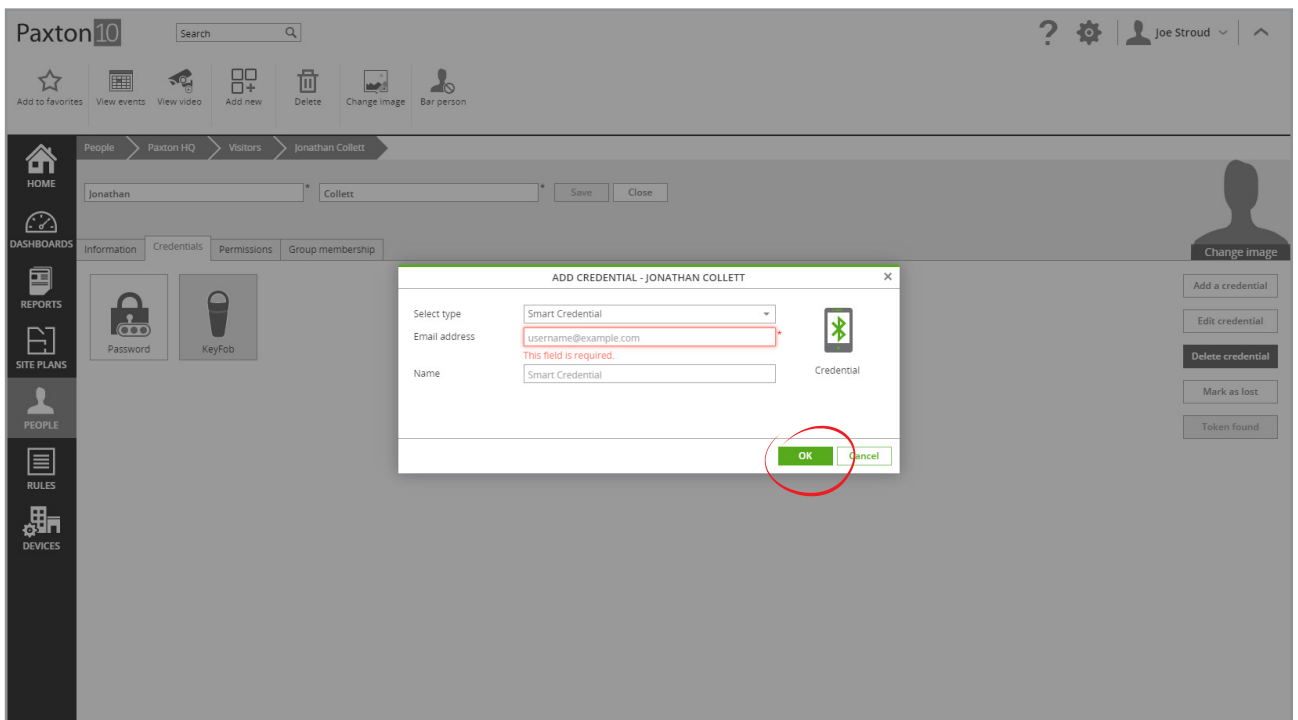 Paxton10
Search
Joe Stroud
Add to favorites
View events
View video
Add new
Delete
Change image
Bar person
HOME
DASHBOARDS
REPORTS
SITE PLANS
PEOPLE
RULES
DEVICES
People
Paxton HQ
Visitors
Jonathan Collett
Jonathan
*
Collett
*
Save
Close
Change image
Information
Credentials
Permissions
Group membership
Password
KeyFob
ADD CREDENTIAL - JONATHAN COLLETT
Select type
Smart Credential
Email address
username@example.com
*
This field is required.
Name
Smart Credential
Credential
OK
Cancel
Add a credential
Edit credential
Delete credential
Mark as lost
Token found